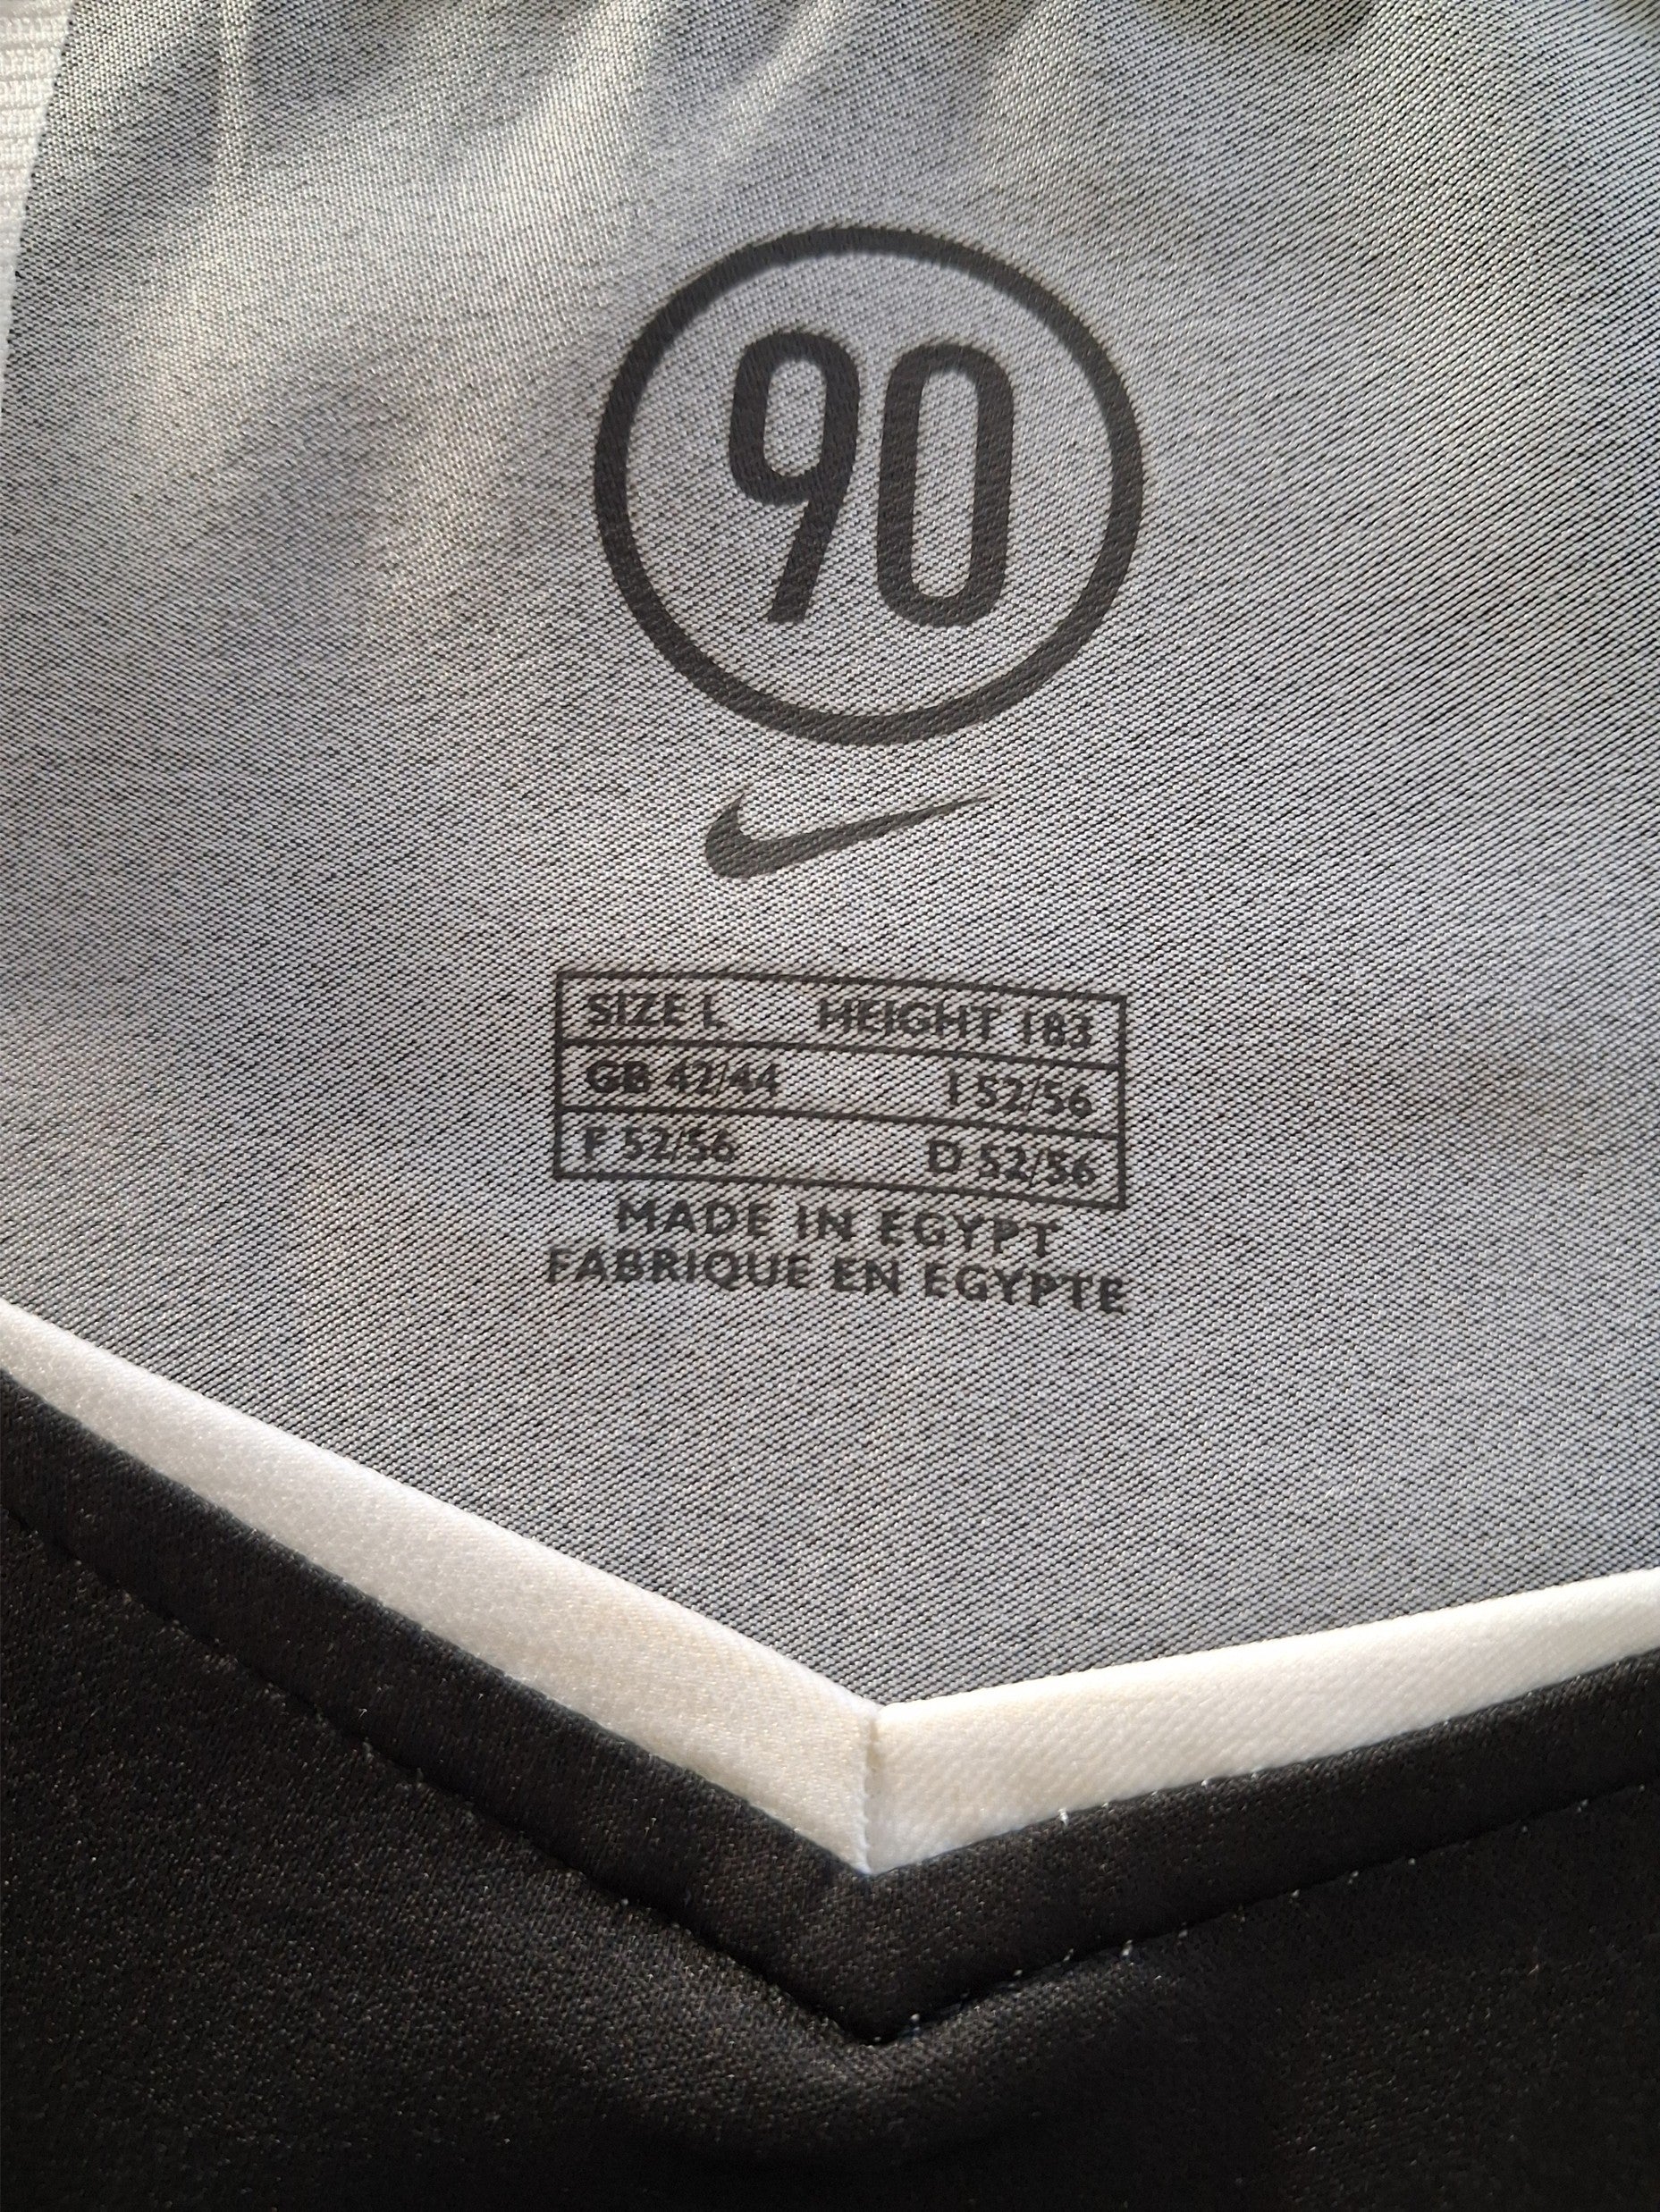 90
SIZE L HEIGHT 183
GB 42/44 I 52/56
F 52/56 D 52/56
MADE IN EGYPT
FABRIQUE EN EGYPTE